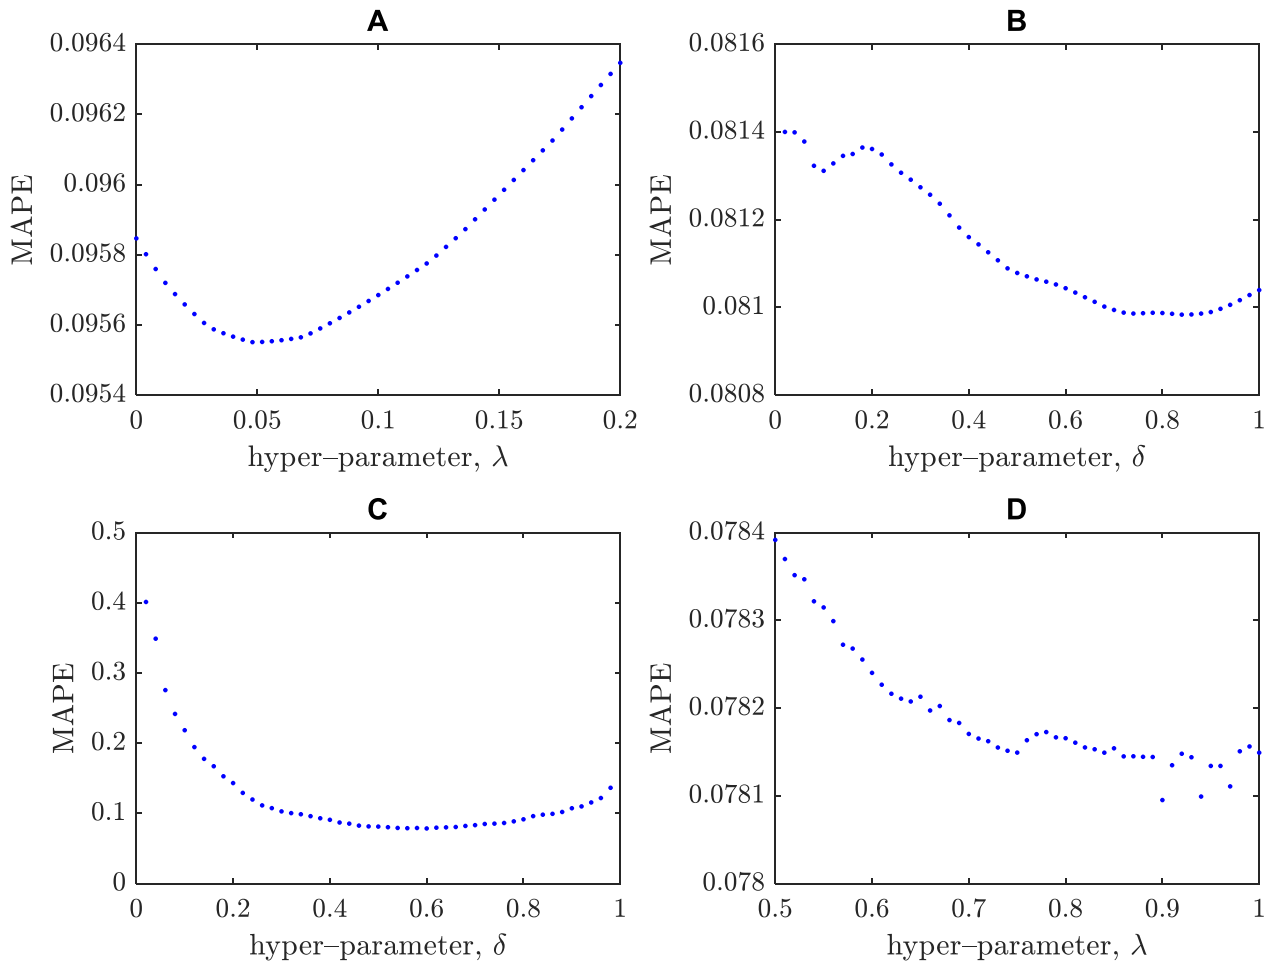 A
0.0964
0.0962
0.096
0.0958
0.0956
0.0954
MAPE
0 0.05 0.1 0.15 0.2
hyper–parameter, λ
B
0.0816
0.0814
0.0812
0.081
0.0808
MAPE
0 0.2 0.4 0.6 0.8 1
hyper–parameter, δ
C
0.5
0.4
0.3
0.2
0.1
0
MAPE
0 0.2 0.4 0.6 0.8 1
hyper–parameter, δ
D
0.0784
0.0783
0.0782
0.0781
0.078
MAPE
0.5 0.6 0.7 0.8 0.9 1
hyper–parameter, λ